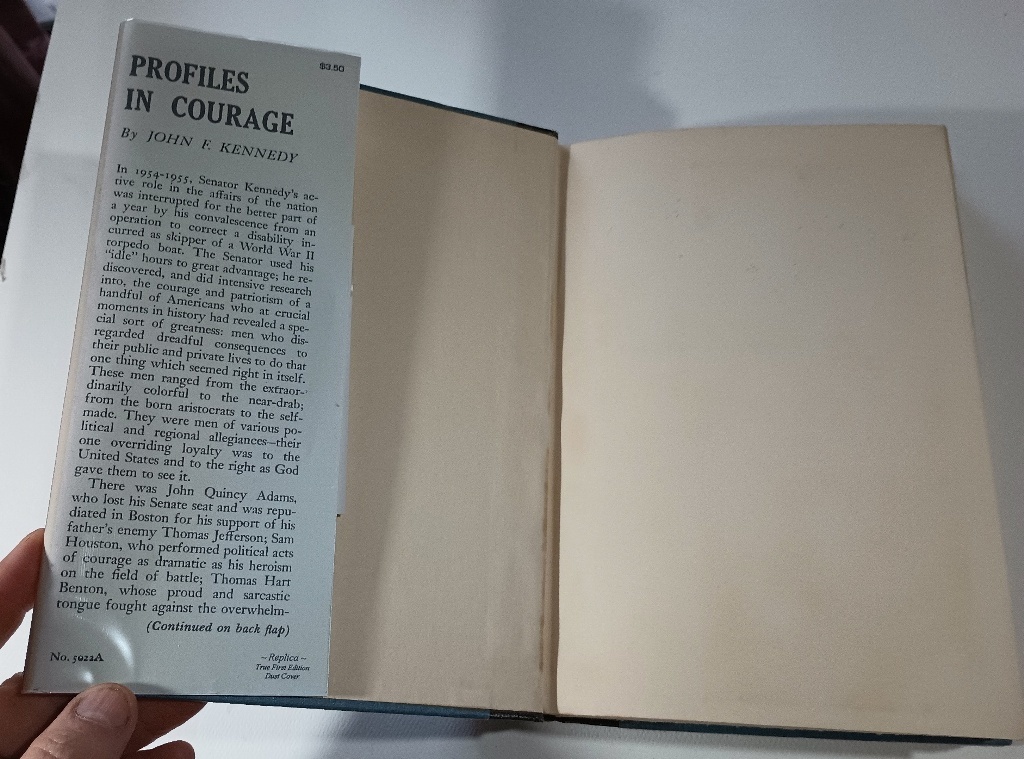 $3.50
PROFILES
IN COURAGE
By JOHN F. KENNEDY
In 1954-1955, Senator Kennedy's ac-
tive role in the affairs of the nation
was interrupted for the better part of
a year by his convalescence from an
operation to correct a disability in-
curred as skipper of a World War II
torpedo boat. The Senator used his
"idle" hours to great advantage; he re-
discovered, and did intensive research
into, the courage and patriotism of a
handful of Americans who at crucial
moments in history had revealed a spe-
cial sort of greatness: men who dis-
regarded dreadful consequences to
their public and private lives to do that
one thing which seemed right in itself.
These men ranged from the extraor-
dinarily colorful to the near-drab;
from the born aristocrats to the self-
made. They were men of various po-
litical and regional allegiances—their
one overriding loyalty was to the
United States and to the right as God
gave them to see it.
There was John Quincy Adams,
who lost his Senate seat and was repu-
diated in Boston for his support of his
father's enemy Thomas Jefferson; Sam
Houston, who performed political acts
of courage as dramatic as his heroism
on the field of battle; Thomas Hart
Benton, whose proud and sarcastic
tongue fought against the overwhelm-
(Continued on back flap)
No. 5022A
~ Replica ~
True First Edition
Dust Cover